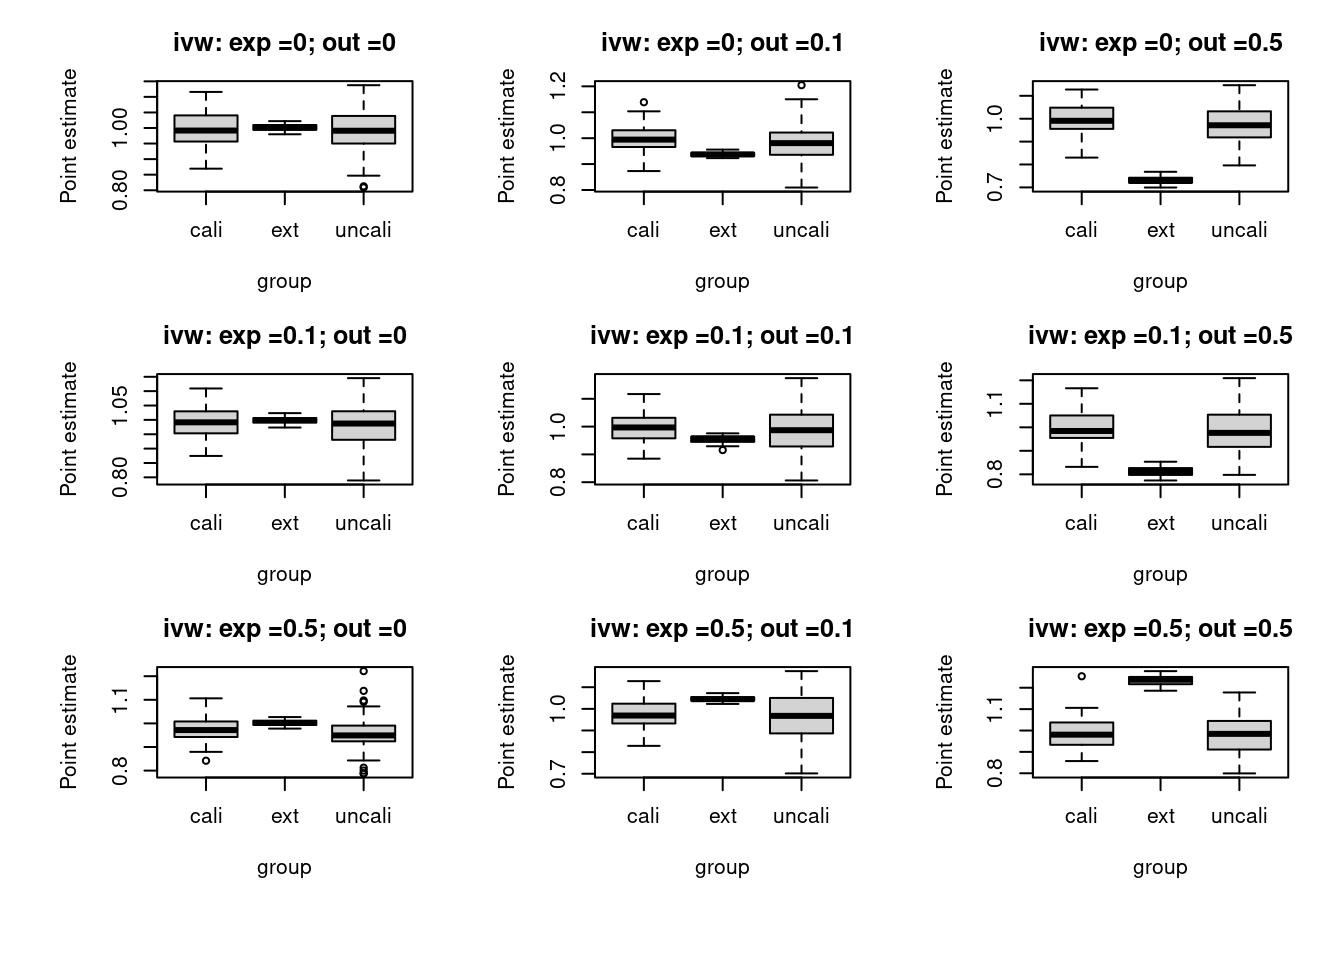 ivw: exp =0; out =0
Point estimate
0.80 1.00
cali ext uncali
group
ivw: exp =0; out =0.1
Point estimate
0.8 1.0 1.2
cali ext uncali
group
ivw: exp =0; out =0.5
Point estimate
0.7 1.0
cali ext uncali
group
ivw: exp =0.1; out =0
Point estimate
0.80 1.05
cali ext uncali
group
ivw: exp =0.1; out =0.1
Point estimate
0.8 1.0
cali ext uncali
group
ivw: exp =0.1; out =0.5
Point estimate
0.8 1.1
cali ext uncali
group
ivw: exp =0.5; out =0
Point estimate
0.8 1.1
cali ext uncali
group
ivw: exp =0.5; out =0.1
Point estimate
0.7 1.0
cali ext uncali
group
ivw: exp =0.5; out =0.5
Point estimate
0.8 1.1
cali ext uncali
group